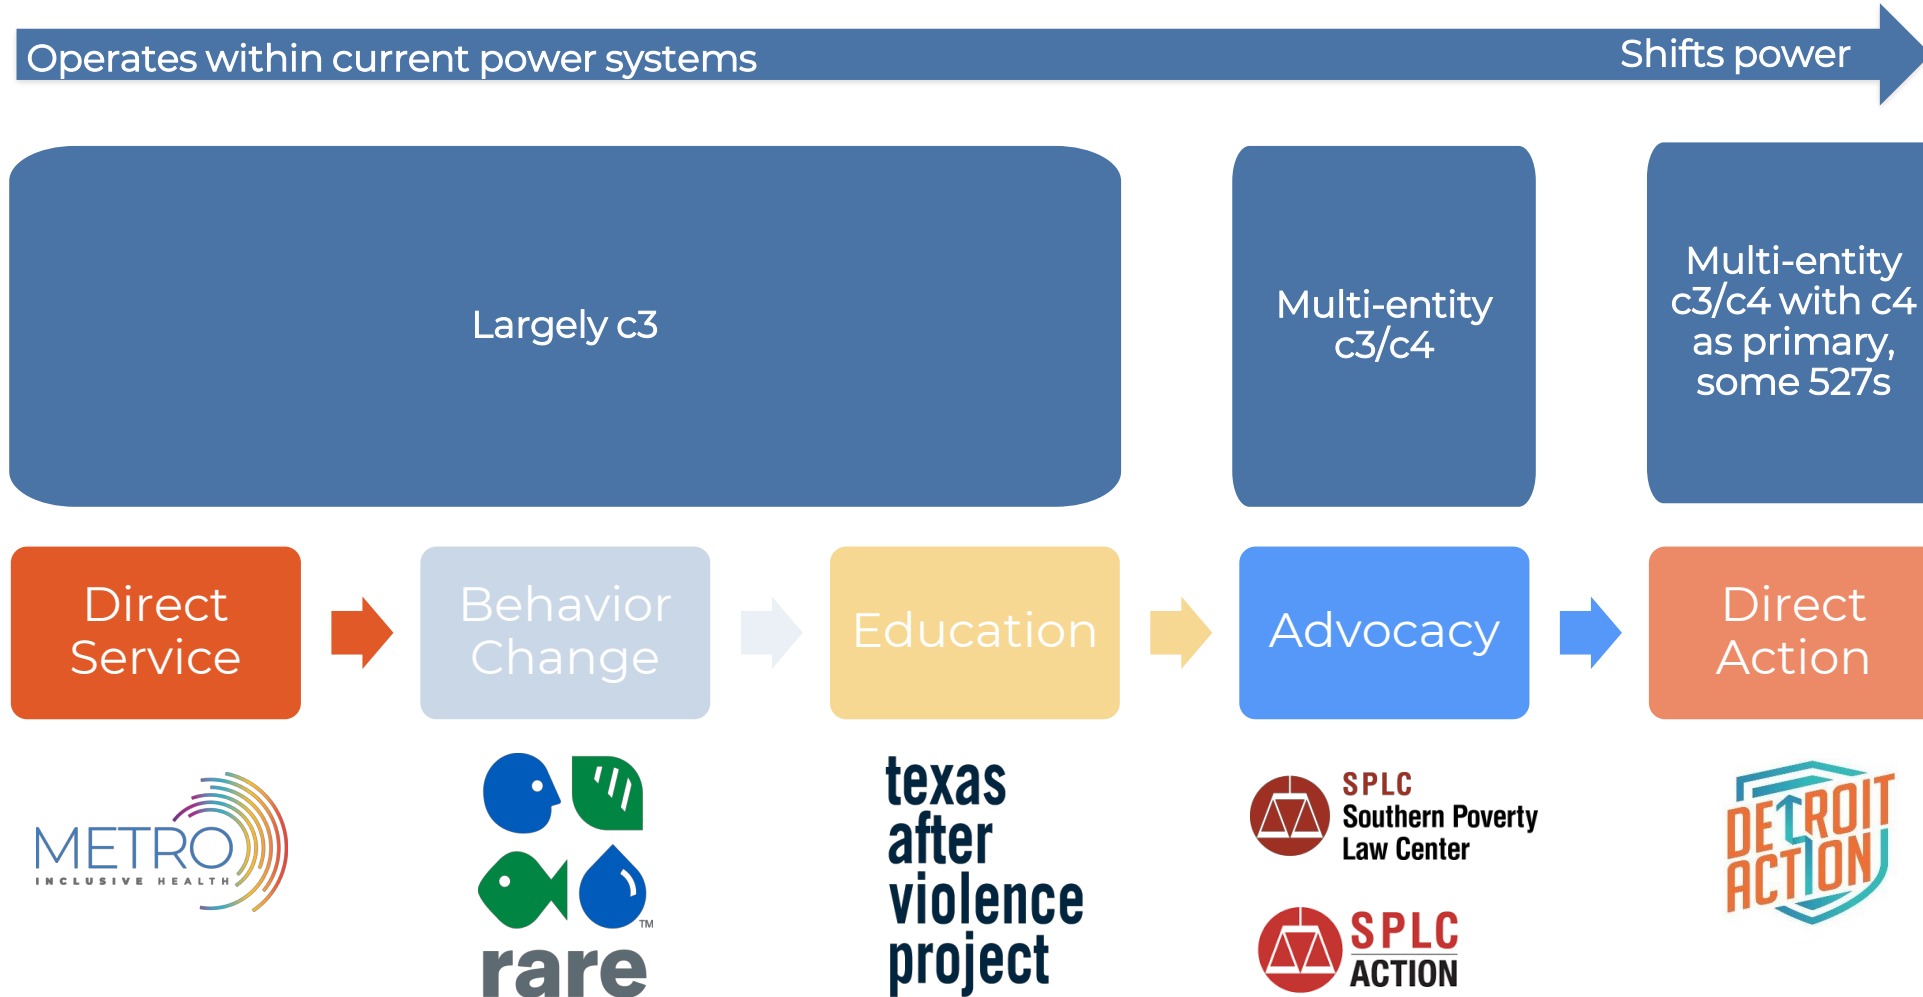 Operates within current power systems
Shifts power
Largely c3
Multi-entity
c3/c4
Multi-entity
c3/c4 with c4
as primary,
some 527s
Direct
Service
Behavior
Change
Education
Advocacy
Direct
Action
METRO
INCLUSIVE HEALTH
TM
rare
texas
after
violence
project
SPLC
Southern Poverty
Law Center
SPLC
ACTION
DETROIT
ACTION